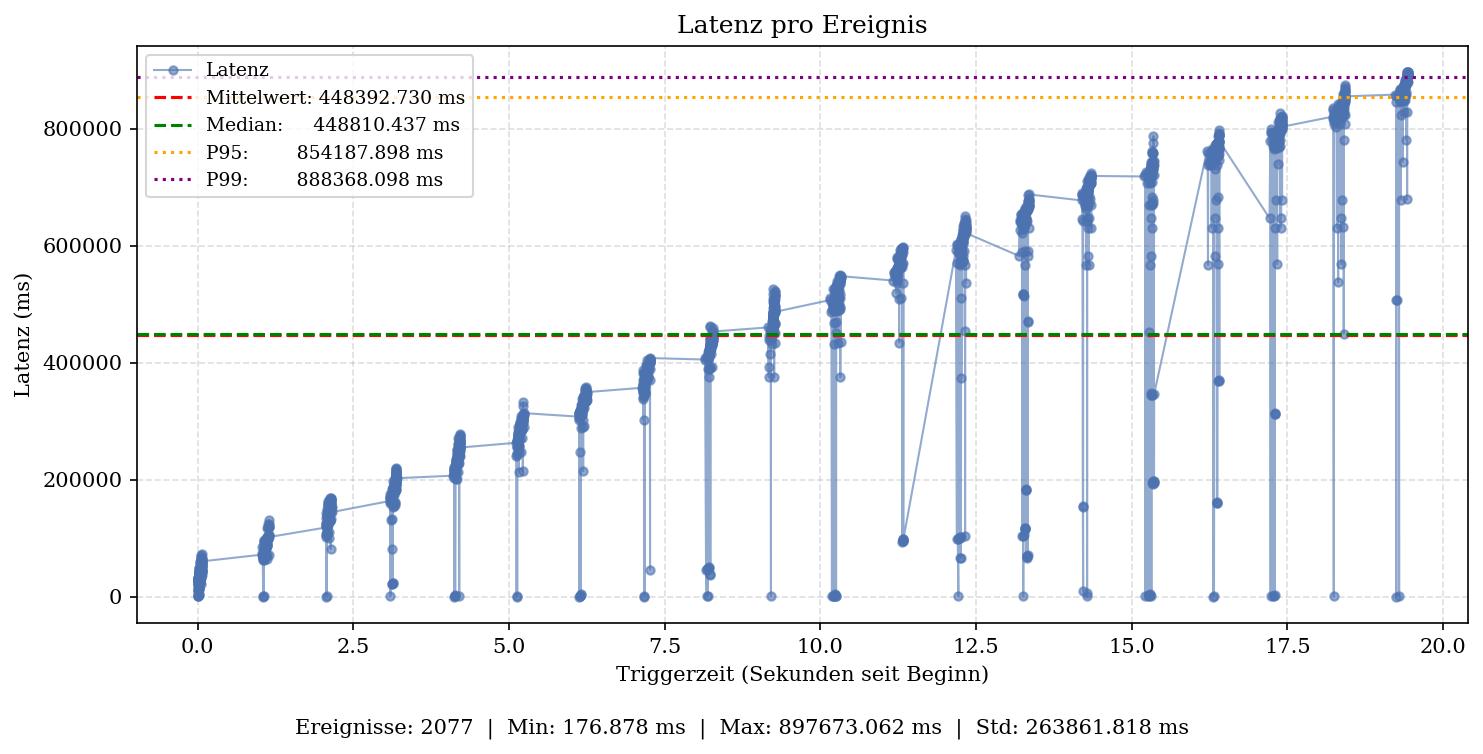 Latenz pro Ereignis
Latenz
Mittelwert: 448392.730 ms
Median: 448810.437 ms
P95: 854187.898 ms
P99: 888368.098 ms
Latenz (ms)
800000
600000
400000
200000
0
0.0 2.5 5.0 7.5 10.0 12.5 15.0 17.5 20.0
Triggerzeit (Sekunden seit Beginn)
Ereignisse: 2077 | Min: 176.878 ms | Max: 897673.062 ms | Std: 263861.818 ms